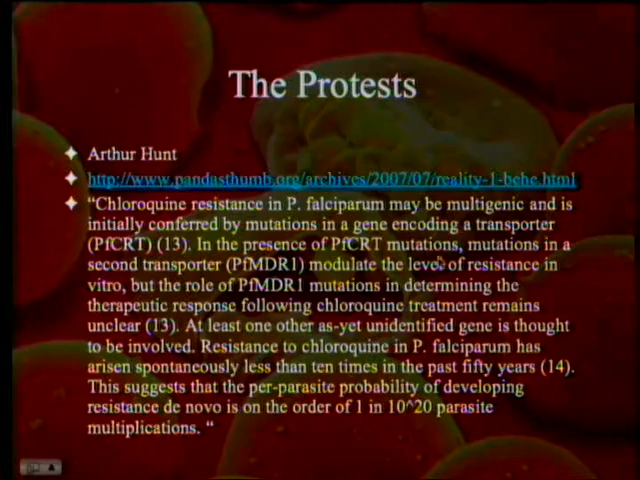 The Protests
Arthur Hunt
http://www.pandasthumb.org/archives/2007/07/reality-1-behe.html
“Chloroquine resistance in P. falciparum may be multigenic and is
initially conferred by mutations in a gene encoding a transporter
(PfCRT) (13). In the presence of PfCRT mutations, mutations in a
second transporter (PfMDR1) modulate the level of resistance in
vitro, but the role of PfMDR1 mutations in determining the
therapeutic response following chloroquine treatment remains
unclear (13). At least one other as-yet unidentified gene is thought
to be involved. Resistance to chloroquine in P. falciparum has
arisen spontaneously less than ten times in the past fifty years (14).
This suggests that the per-parasite probability of developing
resistance de novo is on the order of 1 in 10^20 parasite
multiplications. “